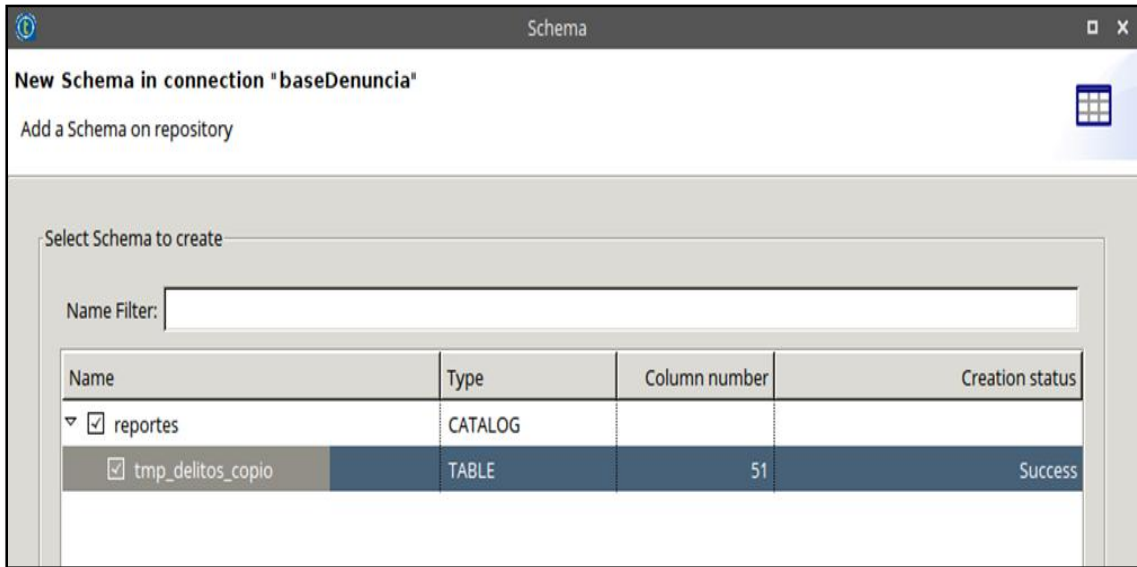 Schema
New Schema in connection "baseDenuncia"
Add a Schema on repository
Select Schema to create
Name Filter:
Name Type Column number Creation status
reportes CATALOG
tmp_delitos_copio TABLE 51 Success